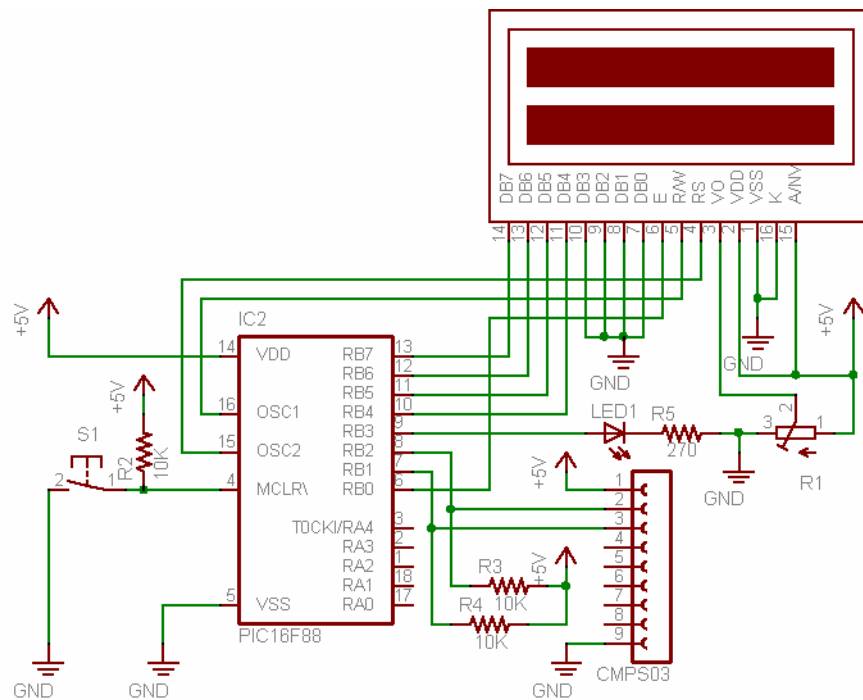 DB7 DB6 DB5 DB4 DB3 DB2 DB1 DB0 E R/W RS VO VDD VSS K A/NV
14 13 12 11 10 9 8 7 6 5 4 3 2 1 16 15
+5V
IC2
+5V
14 VDD RB7 13
RB6 12
GND
GND
+5V
RB5 11
16 OSC1 RB4 10
LED1 R5
S1
R2
10K
15 OSC2 RB3 9
270
3 2 1
RB2 8
RB1 7
+5V
GND
R1
2 1
4 MCLR\ RB0 6
1
2
T0CKI/RA4 3
3
RA3 2
4
RA2 1
5
R3
+5V
RA1 18
6
10K
5 VSS RA0 17
R4
7
10K
8
PIC16F88
9
CMPS03
GND
GND
GND